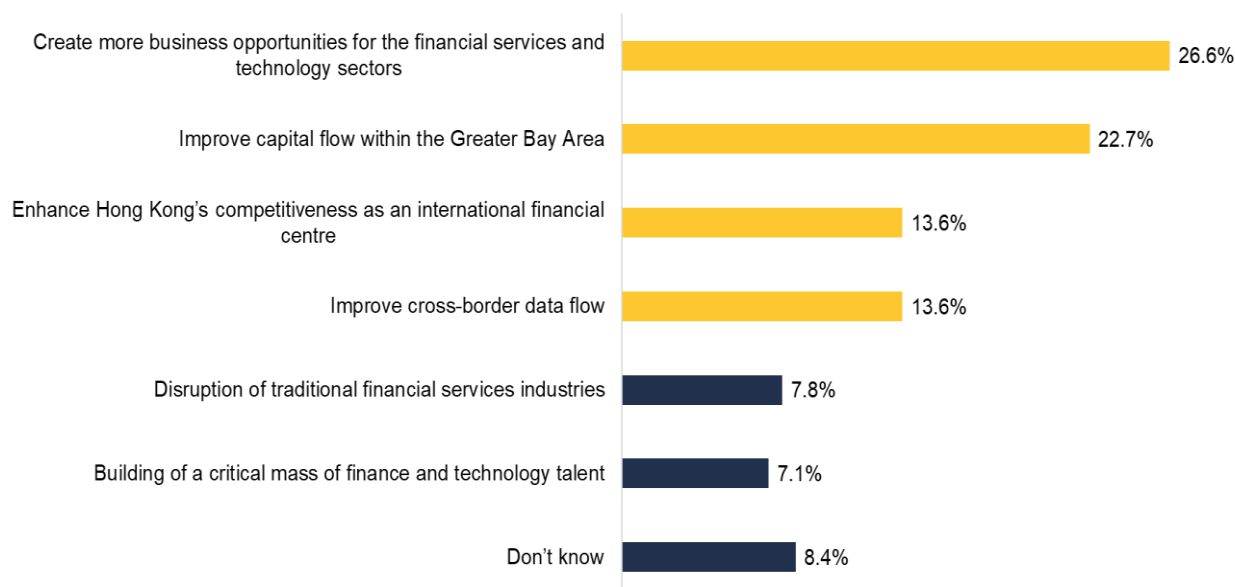 Create more business opportunities for the financial services and
technology sectors
26.6%
Improve capital flow within the Greater Bay Area
22.7%
Enhance Hong Kong’s competitiveness as an international financial
centre
13.6%
Improve cross-border data flow
13.6%
Disruption of traditional financial services industries
7.8%
Building of a critical mass of finance and technology talent
7.1%
Don’t know
8.4%